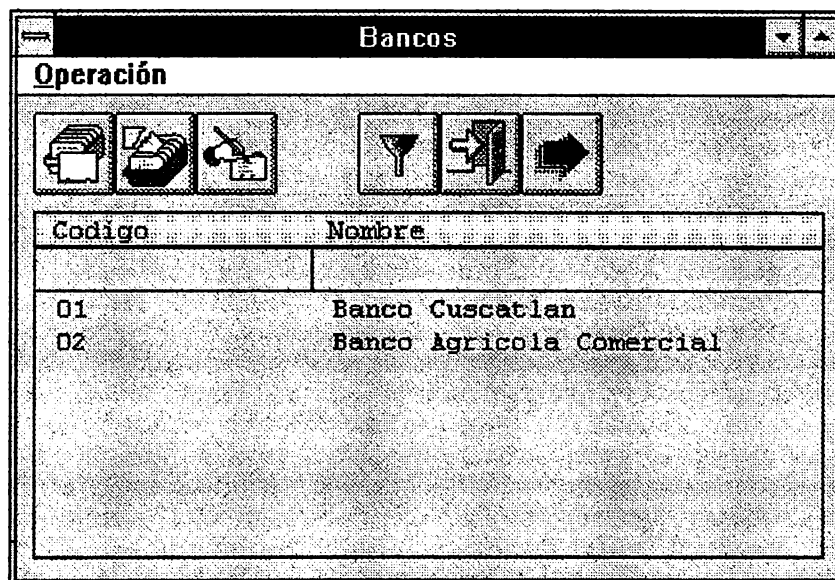 Bancos
Operación
Codigo Nombre
01 Banco Cuscatlan
02 Banco Agricola Comercial